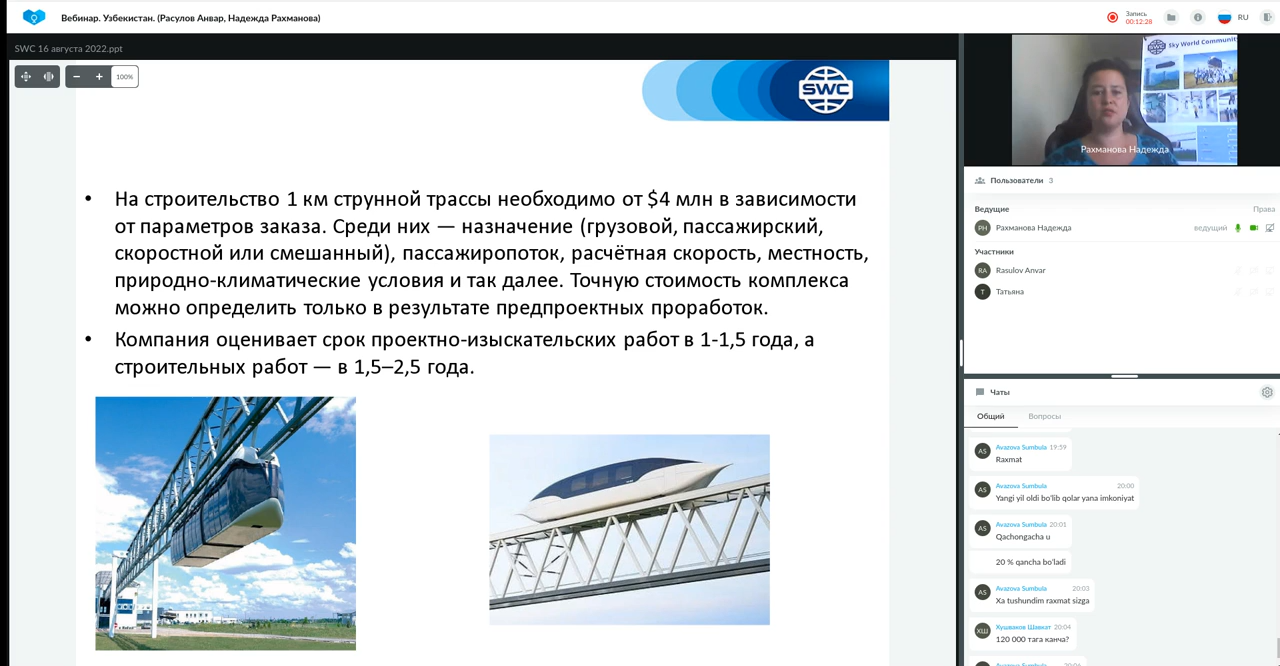 Вебинар. Узбекистан. (Расулов Анвар, Надежда Рахманова)
Запись
00:12:28
RU
SWC 16 августа 2022.ppt
100%
SWC
На строительство 1 км струнной трассы необходимо от $4 млн в зависимости
от параметров заказа. Среди них — назначение (грузовой, пассажирский,
скоростной или смешанный), пассажиропоток, расчётная скорость, местность,
природно-климатические условия и так далее. Точную стоимость комплекса
можно определить только в результате предпроектных проработок.
Компания оценивает срок проектно-изыскательских работ в 1-1,5 года, а
строительных работ — в 1,5–2,5 года.
SWC Sky World Community
Рахманова Надежда
Пользователи 3
Ведущие Права
РН Рахманова Надежда ведущий
Участники
RA Rasulov Anvar
Т Татьяна
Чаты
Общий Вопросы
AS Avazova Sumbula 19:59
Raxmat
AS Avazova Sumbula 20:00
Yangi yil oldi bo'lib qolar yana imkoniyat
AS Avazova Sumbula 20:01
Qachongacha u
20 % qancha bo'ladi
AS Avazova Sumbula 20:03
Xa tushundim raxmat sizga
ХШ Хушваков Шавкат 20:04
120 000 тага канча?